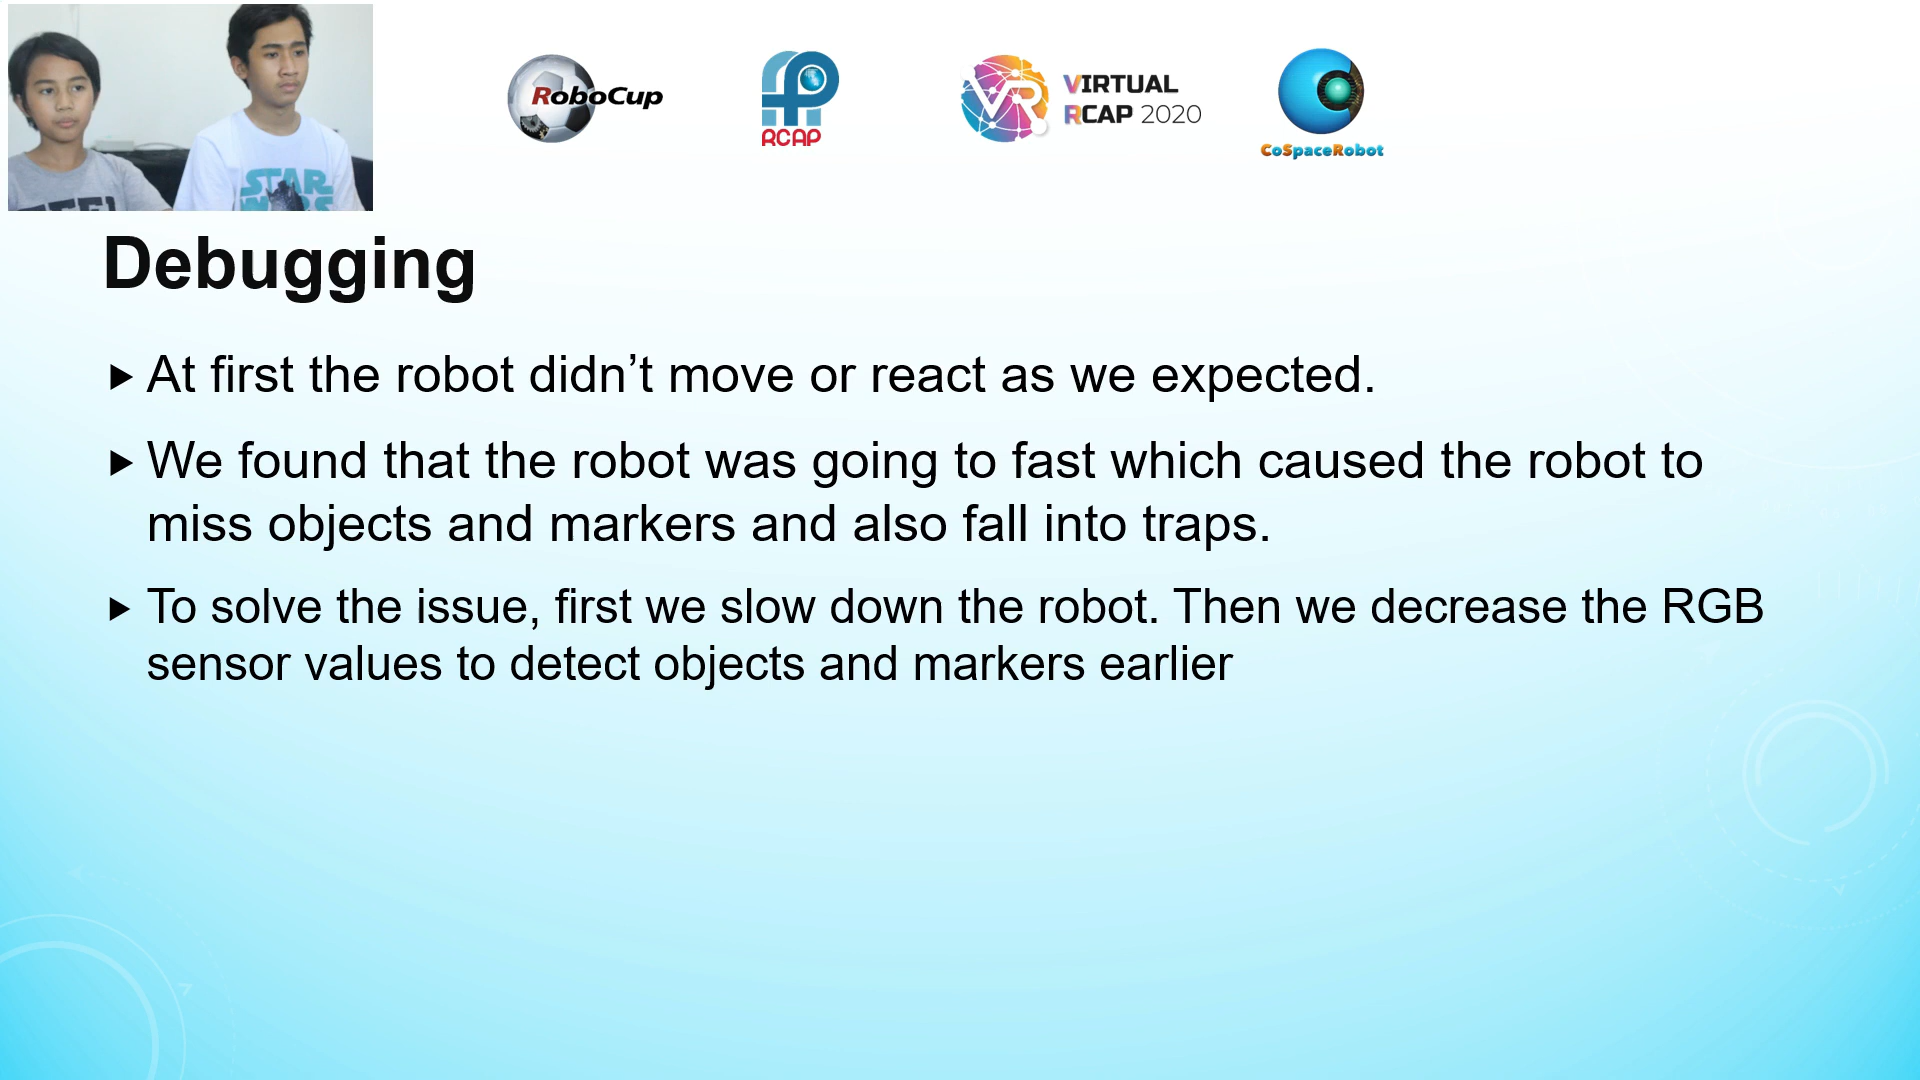 RoboCup
RCAP
VR
VIRTUAL
RCAP 2020
CoSpaceRobot
STAR
WARS
Debugging
At first the robot didn’t move or react as we expected.
We found that the robot was going to fast which caused the robot to
miss objects and markers and also fall into traps.
To solve the issue, first we slow down the robot. Then we decrease the RGB
sensor values to detect objects and markers earlier